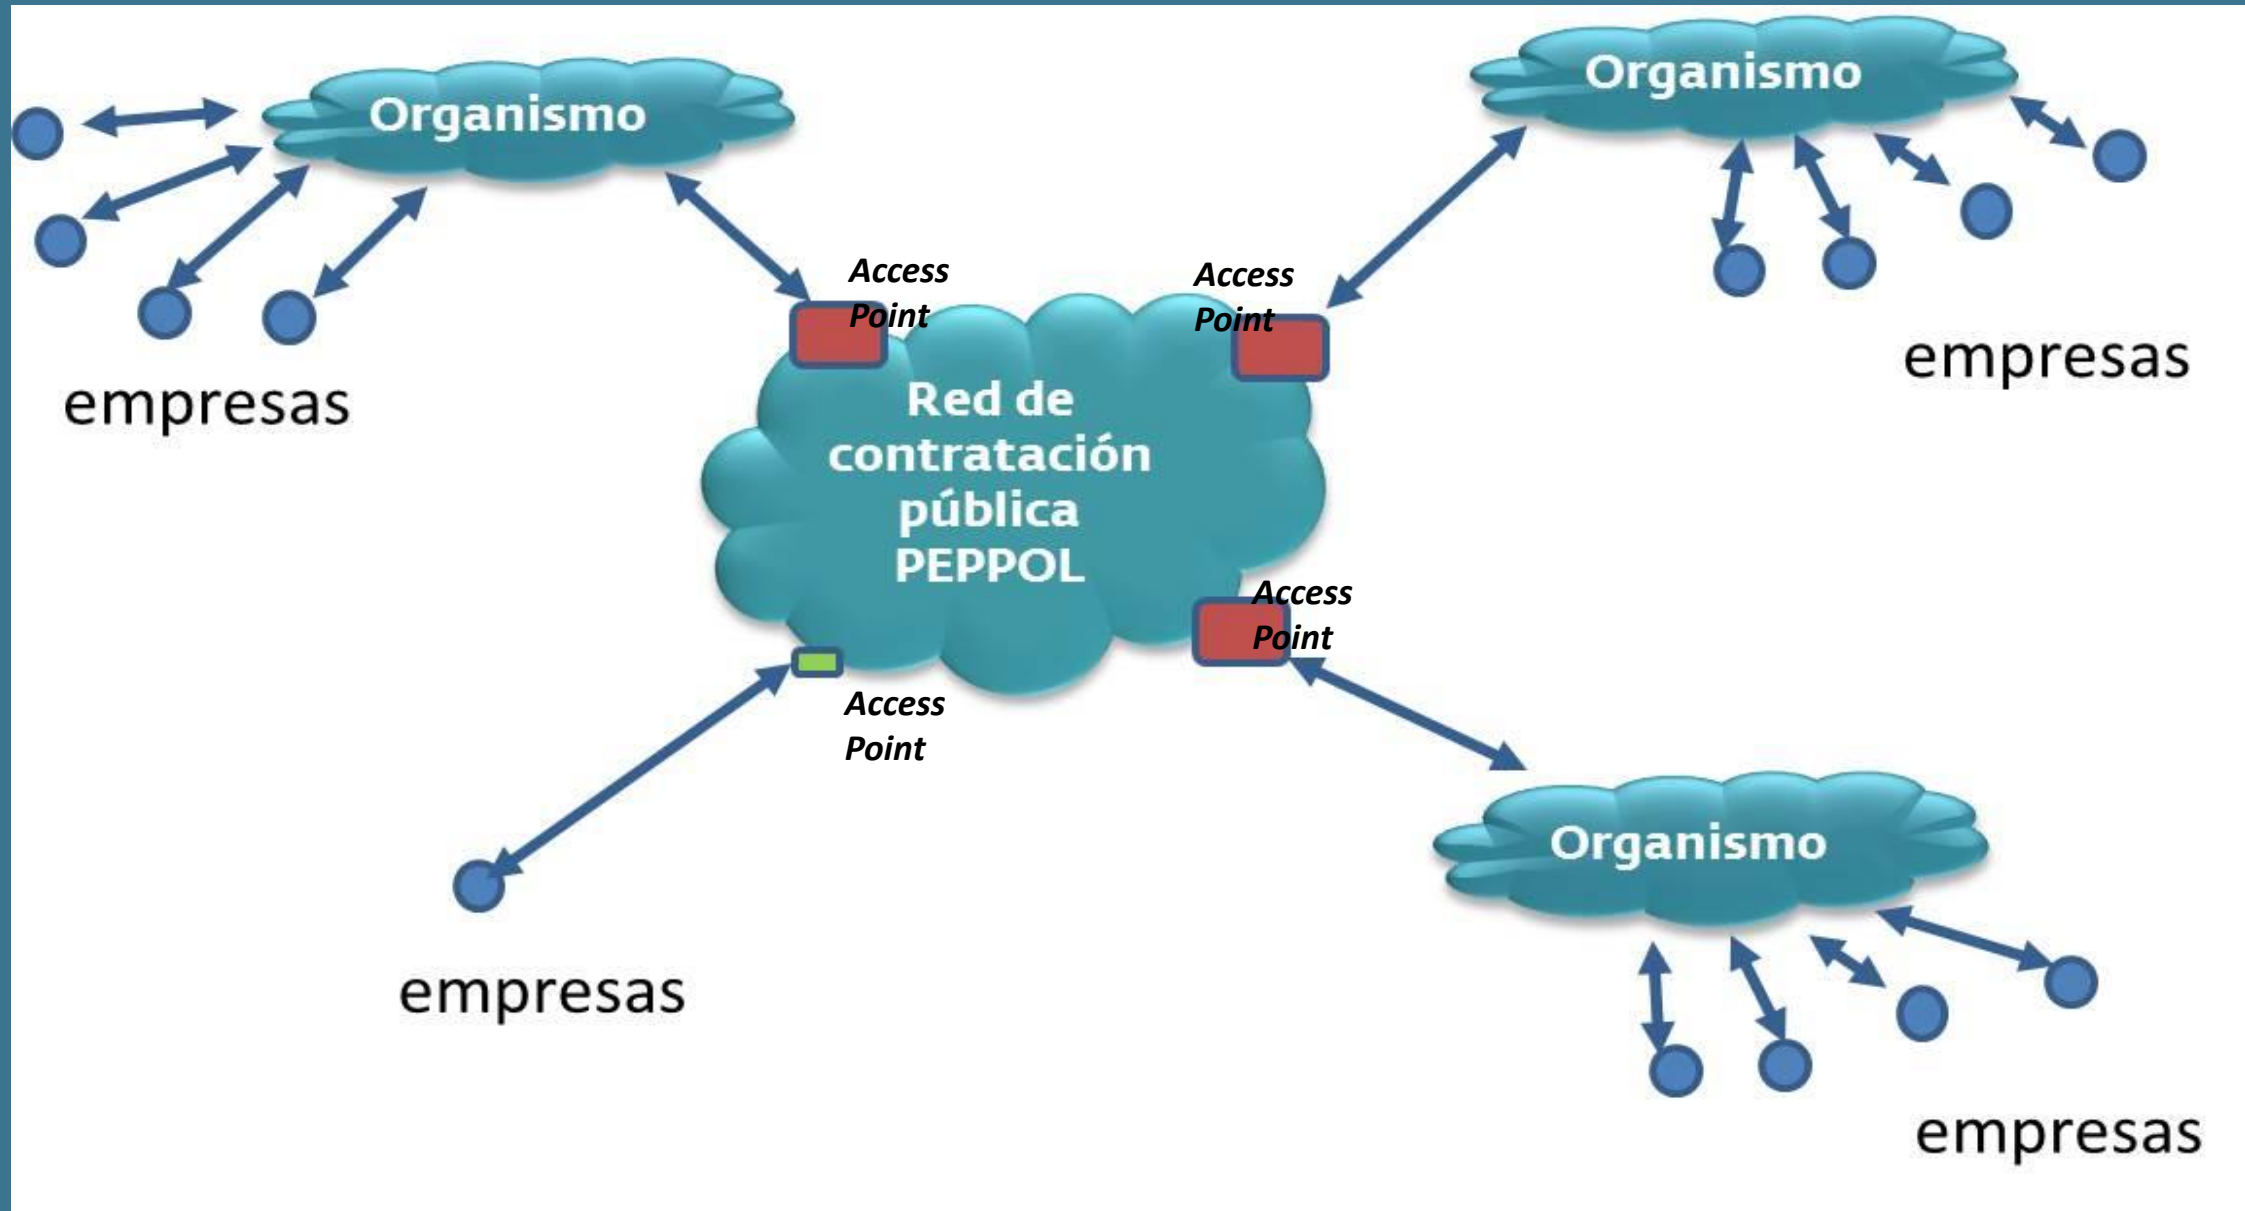 Organismo
Organismo
Access
Point
Access
Point
empresas
empresas
Red de
contratación
pública
PEPPOL
Access
Point
Access
Point
Organismo
empresas
empresas